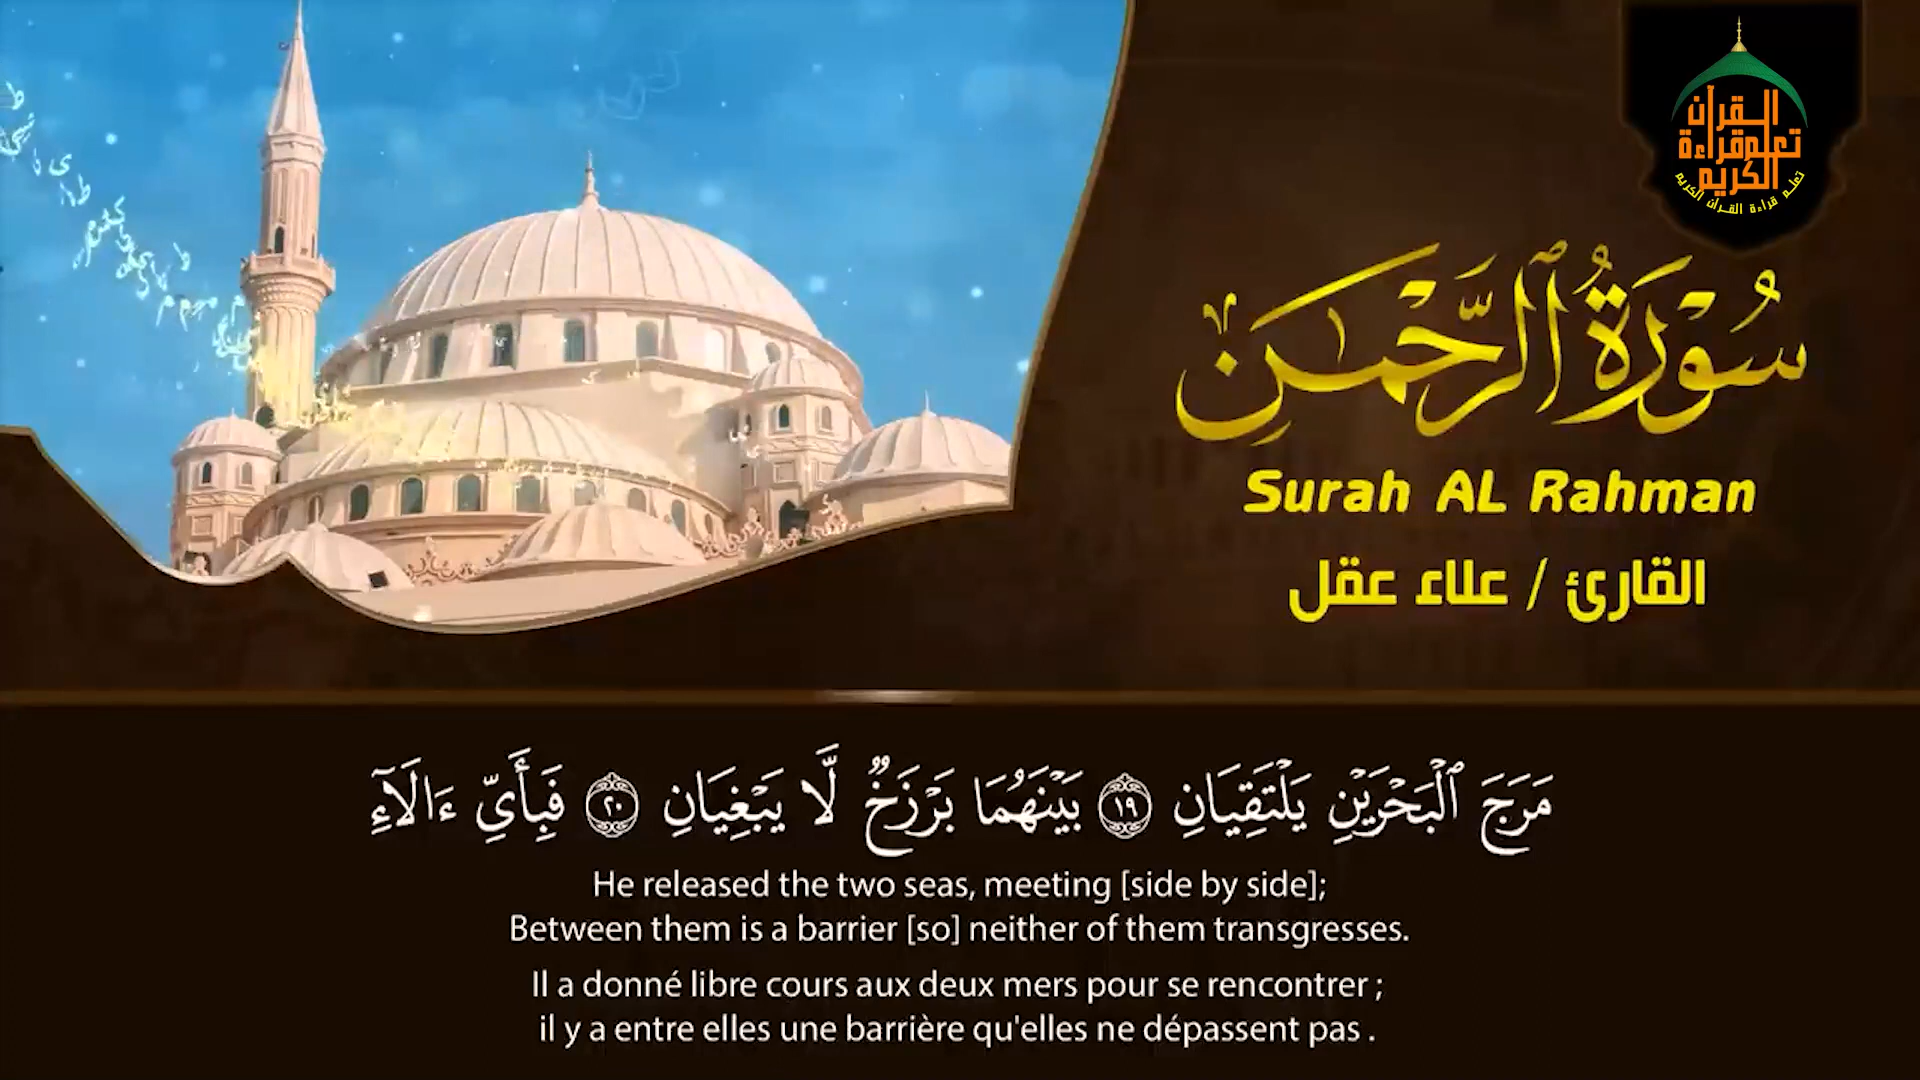 القرآن
تعلم قراءة
الكريم
تعلم قراءة القرآن الكريم
سُورَةُ ٱلرَّحْمَٰن
Surah AL Rahman
القارئ / علاء عقل
مَرَجَ ٱلْبَحْرَيْنِ يَلْتَقِيَانِ ١٩ بَيْنَهُمَا بَرْزَخٌ لَّا يَبْغِيَانِ ٢٠ فَبِأَيِّ ءَالَآءِ
He released the two seas, meeting [side by side];
Between them is a barrier [so] neither of them transgresses.
Il a donné libre cours aux deux mers pour se rencontrer ;
il y a entre elles une barrière qu'elles ne dépassent pas .